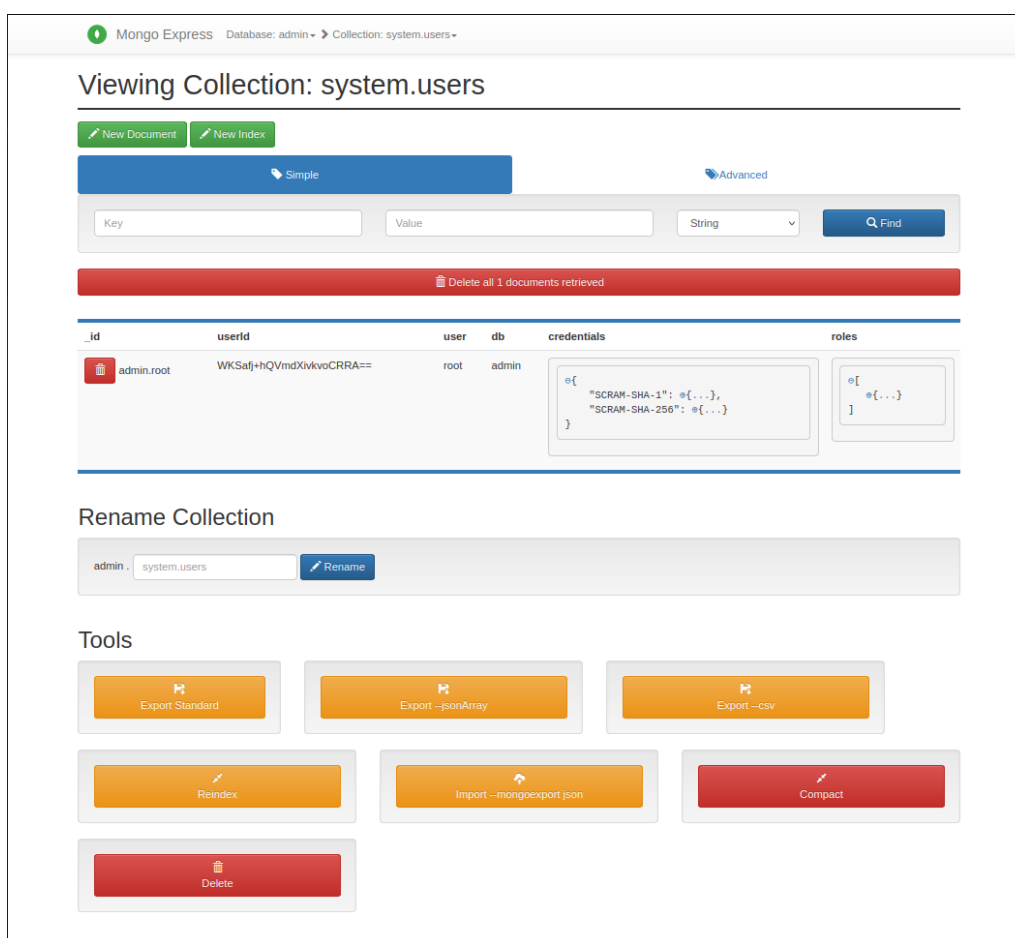 Mongo Express Database: admin Collection: system.users
Viewing Collection: system.users
New Document New Index
Simple Advanced
Key Value String Find
Delete all 1 documents retrieved
_id userId user db credentials roles
admin.root WKSafj+hQVmdXivkvoCRRA== root admin
{
"SCRAM-SHA-1": {...},
"SCRAM-SHA-256": {...}
}
[
{...}
]
Rename Collection
admin . system.users Rename
Tools
Export Standard Export --jsonArray Export --csv
Reindex Import --mongoexport json Compact
Delete